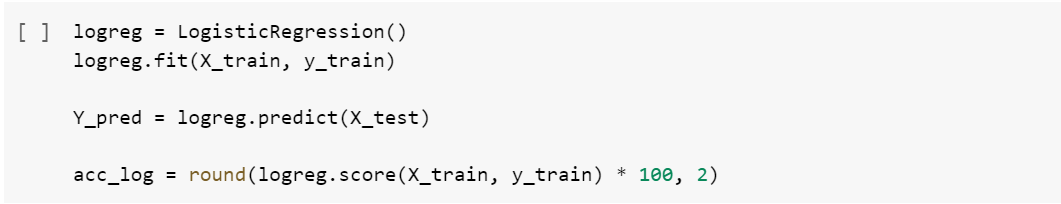 [ ] logreg = LogisticRegression()
logreg.fit(X_train, y_train)
Y_pred = logreg.predict(X_test)
acc_log = round(logreg.score(X_train, y_train) * 100, 2)